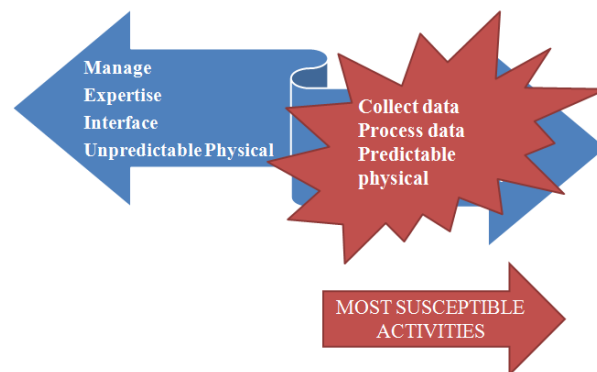 Manage
Expertise
Interface
Unpredictable Physical
Collect data
Process data
Predictable
physical
MOST SUSCEPTIBLE
ACTIVITIES